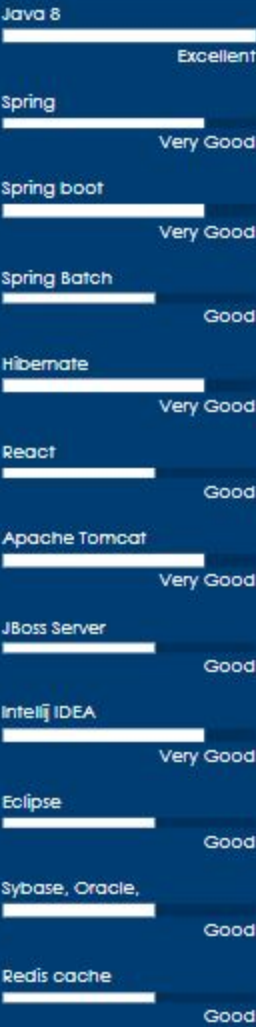 Java 8
Excellent
Spring
Very Good
Spring boot
Very Good
Spring Batch
Good
Hibernate
Very Good
React
Good
Apache Tomcat
Very Good
JBoss Server
Good
Intellij IDEA
Very Good
Eclipse
Good
Sybase, Oracle,
Good
Redis cache
Good